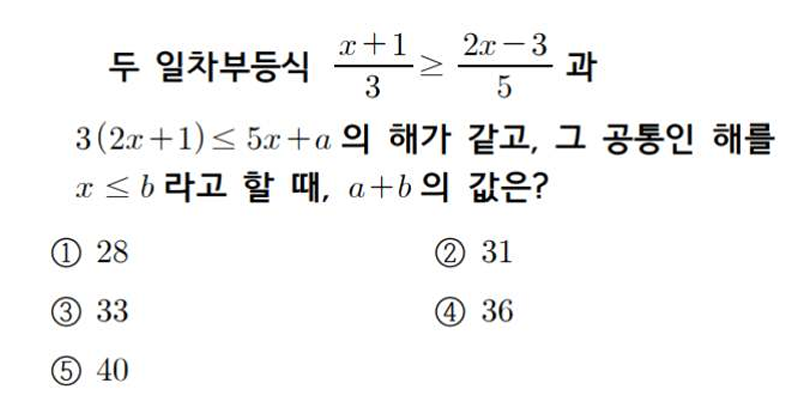 두 일차부등식 $\frac{x+1}{3} \geq \frac{2x-3}{5}$ 과
$3(2x+1) \leq 5x+a$ 의 해가 같고, 그 공통인 해를
$x \leq b$ 라고 할 때, $a+b$ 의 값은?
① 28 ② 31
③ 33 ④ 36
⑤ 40